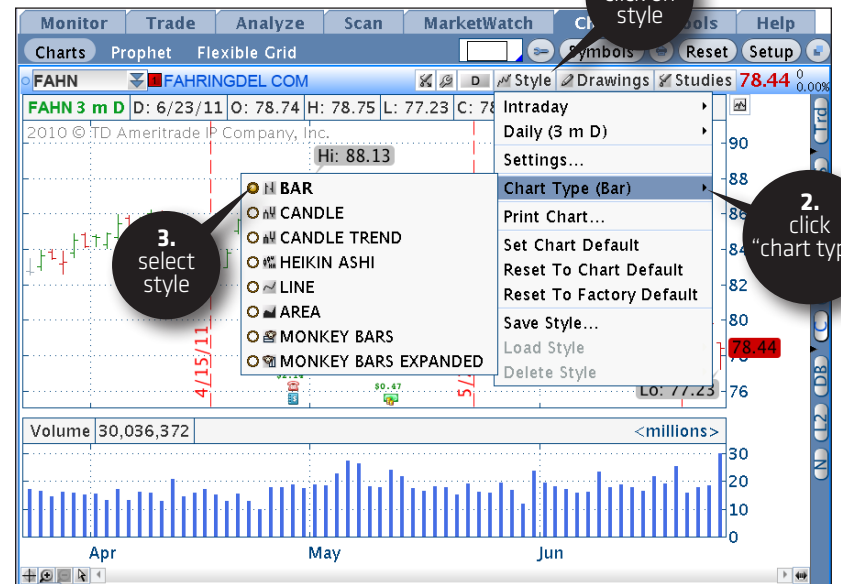 click on
style
Monitor Trade Analyze Scan MarketWatch Help
Charts Prophet Flexible Grid Symbols Reset Setup
FAHN FAHRINGDEL COM D Style Drawings Studies 78.44 0 0.00%
FAHN 3 m D D: 6/23/11 O: 78.74 H: 78.75 L: 77.23 C:
2010 © TD Ameritrade IP Company, Inc.
Hi: 88.13
Intraday
Daily (3 m D)
Settings...
Chart Type (Bar)
Print Chart...
Set Chart Default
Reset To Chart Default
Reset To Factory Default
Save Style...
Load Style
Delete Style
BAR
CANDLE
CANDLE TREND
HEIKIN ASHI
LINE
AREA
MONKEY BARS
MONKEY BARS EXPANDED
3.
select
style
2.
click
"chart typ
90
88
86
84
82
80
78.44
76
Lo: 77.23
4/15/11
$0.47
Trd
C
DB
L2
N
Volume 30,036,372 <millions>
30
20
10
0
Apr May Jun